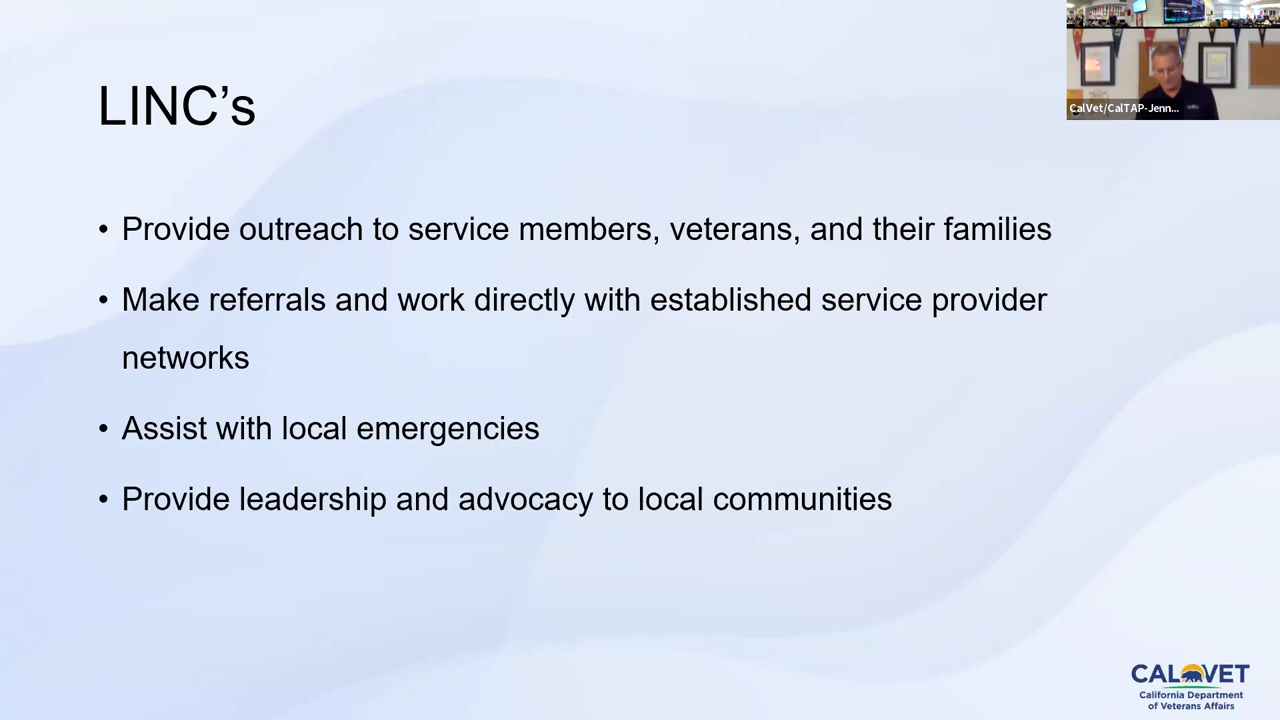 LINC’s
• Provide outreach to service members, veterans, and their families
• Make referrals and work directly with established service provider
networks
• Assist with local emergencies
• Provide leadership and advocacy to local communities
CalVet/CalTAP-Jenn...
CALVET
California Department
of Veterans Affairs